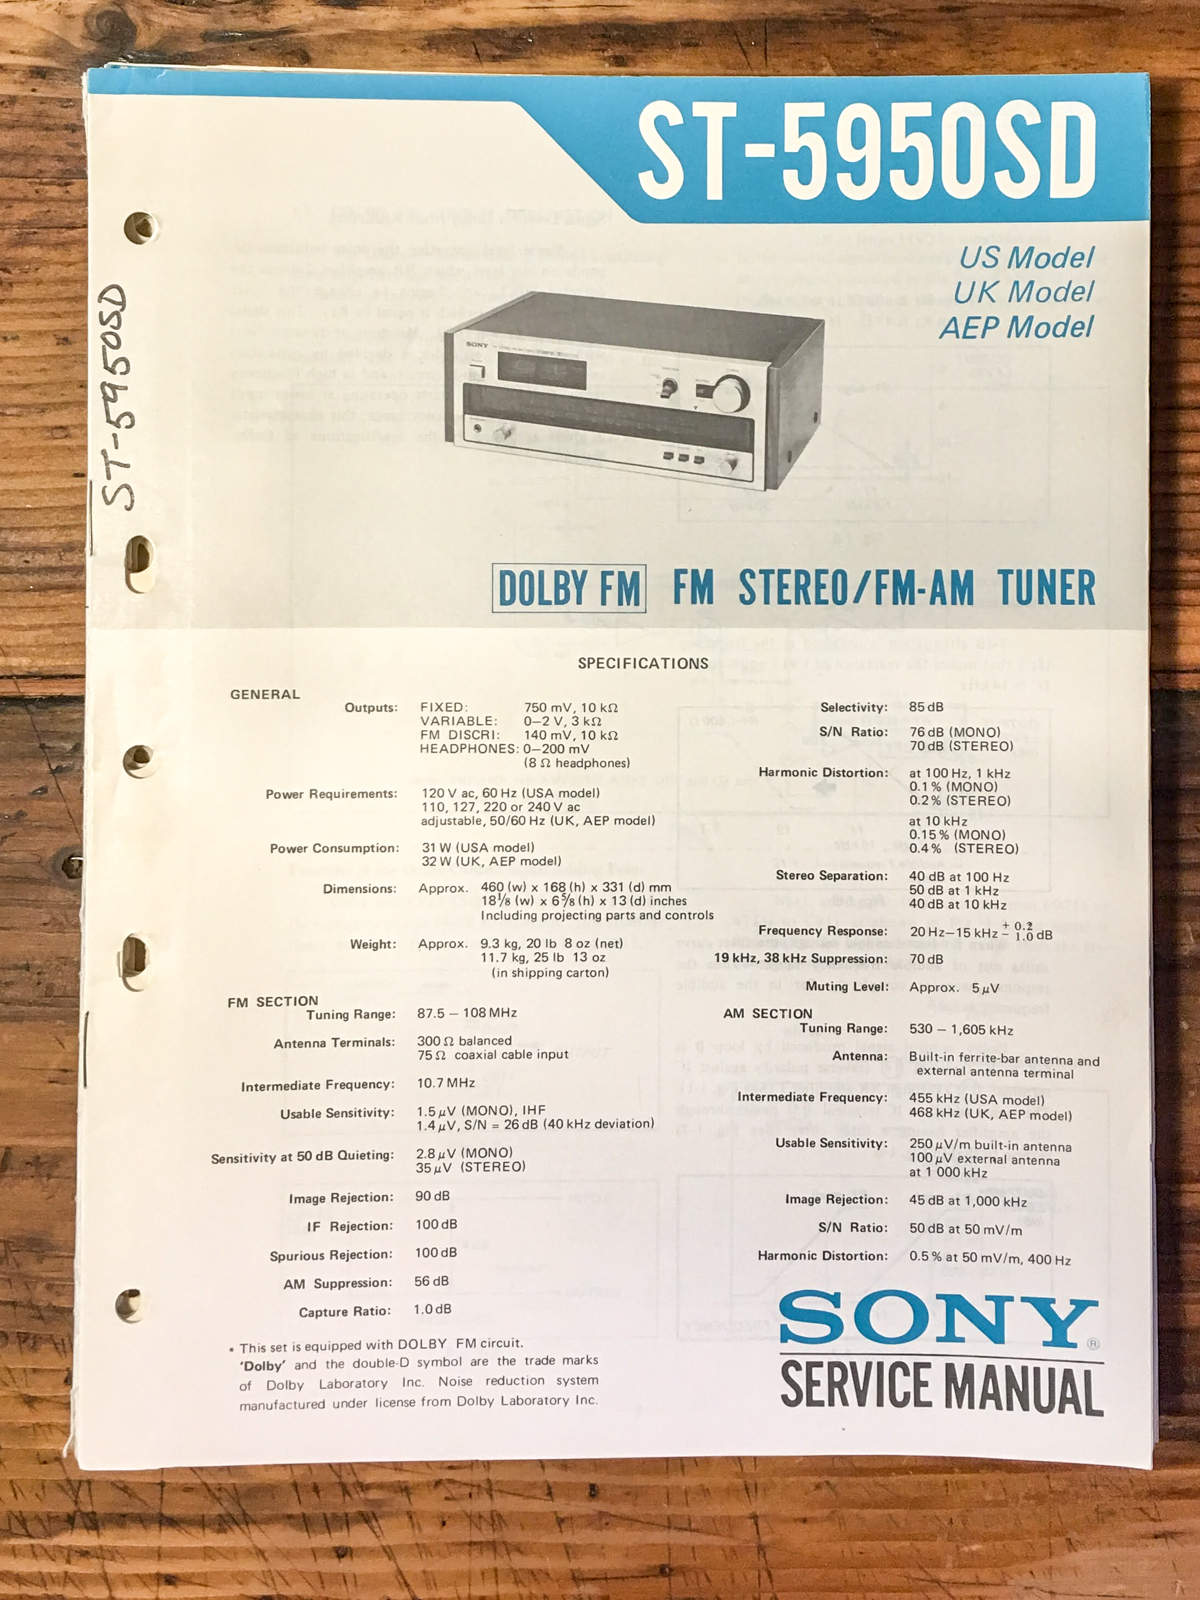 ST-5950SD
US Model
UK Model
AEP Model
ST-5950SD
SONY
DOLBY FM FM STEREO/FM-AM TUNER
SPECIFICATIONS
GENERAL
Outputs: FIXED: 750 mV, 10 kΩ
VARIABLE: 0–2 V, 3 kΩ
FM DISCRI: 140 mV, 10 kΩ
HEADPHONES: 0–200 mV
(8 Ω headphones)
Power Requirements: 120 V ac, 60 Hz (USA model)
110, 127, 220 or 240 V ac
adjustable, 50/60 Hz (UK, AEP model)
Power Consumption: 31 W (USA model)
32 W (UK, AEP model)
Dimensions: Approx. 460 (w) x 168 (h) x 331 (d) mm
18⅛ (w) x 6⅝ (h) x 13 (d) inches
Including projecting parts and controls
Weight: Approx. 9.3 kg, 20 lb 8 oz (net)
11.7 kg, 25 lb 13 oz
(in shipping carton)
FM SECTION
Tuning Range: 87.5 – 108 MHz
Antenna Terminals: 300 Ω balanced
75 Ω coaxial cable input
Intermediate Frequency: 10.7 MHz
Usable Sensitivity: 1.5 μV (MONO), IHF
1.4 μV, S/N = 26 dB (40 kHz deviation)
Sensitivity at 50 dB Quieting: 2.8 μV (MONO)
35 μV (STEREO)
Image Rejection: 90 dB
IF Rejection: 100 dB
Spurious Rejection: 100 dB
AM Suppression: 56 dB
Capture Ratio: 1.0 dB
* This set is equipped with DOLBY FM circuit.
'Dolby' and the double-D symbol are the trade marks
of Dolby Laboratory Inc. Noise reduction system
manufactured under license from Dolby Laboratory Inc.
Selectivity: 85 dB
S/N Ratio: 76 dB (MONO)
70 dB (STEREO)
Harmonic Distortion: at 100 Hz, 1 kHz
0.1 % (MONO)
0.2 % (STEREO)
at 10 kHz
0.15 % (MONO)
0.4 % (STEREO)
Stereo Separation: 40 dB at 100 Hz
50 dB at 1 kHz
40 dB at 10 kHz
Frequency Response: 20 Hz–15 kHz + 0.2 – 1.0 dB
19 kHz, 38 kHz Suppression: 70 dB
Muting Level: Approx. 5 μV
AM SECTION
Tuning Range: 530 – 1,605 kHz
Antenna: Built-in ferrite-bar antenna and
external antenna terminal
Intermediate Frequency: 455 kHz (USA model)
468 kHz (UK, AEP model)
Usable Sensitivity: 250 μV/m built-in antenna
100 μV external antenna
at 1 000 kHz
Image Rejection: 45 dB at 1,000 kHz
S/N Ratio: 50 dB at 50 mV/m
Harmonic Distortion: 0.5 % at 50 mV/m, 400 Hz
SONY®
SERVICE MANUAL